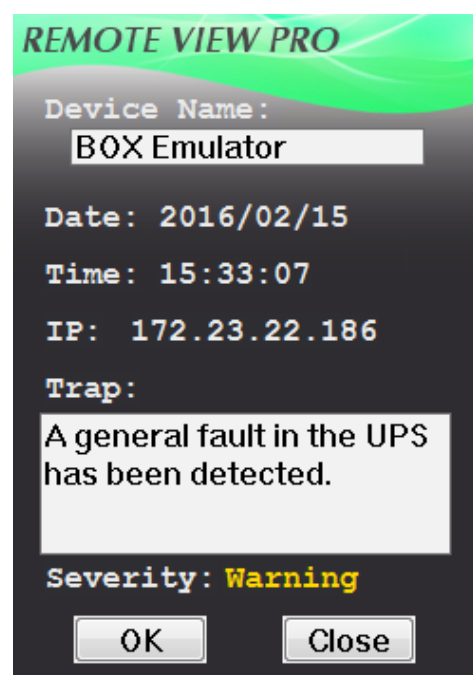 REMOTE VIEW PRO
Device Name:
BOX Emulator
Date: 2016/02/15
Time: 15:33:07
IP: 172.23.22.186
Trap:
A general fault in the UPS
has been detected.
Severity: Warning
OK Close